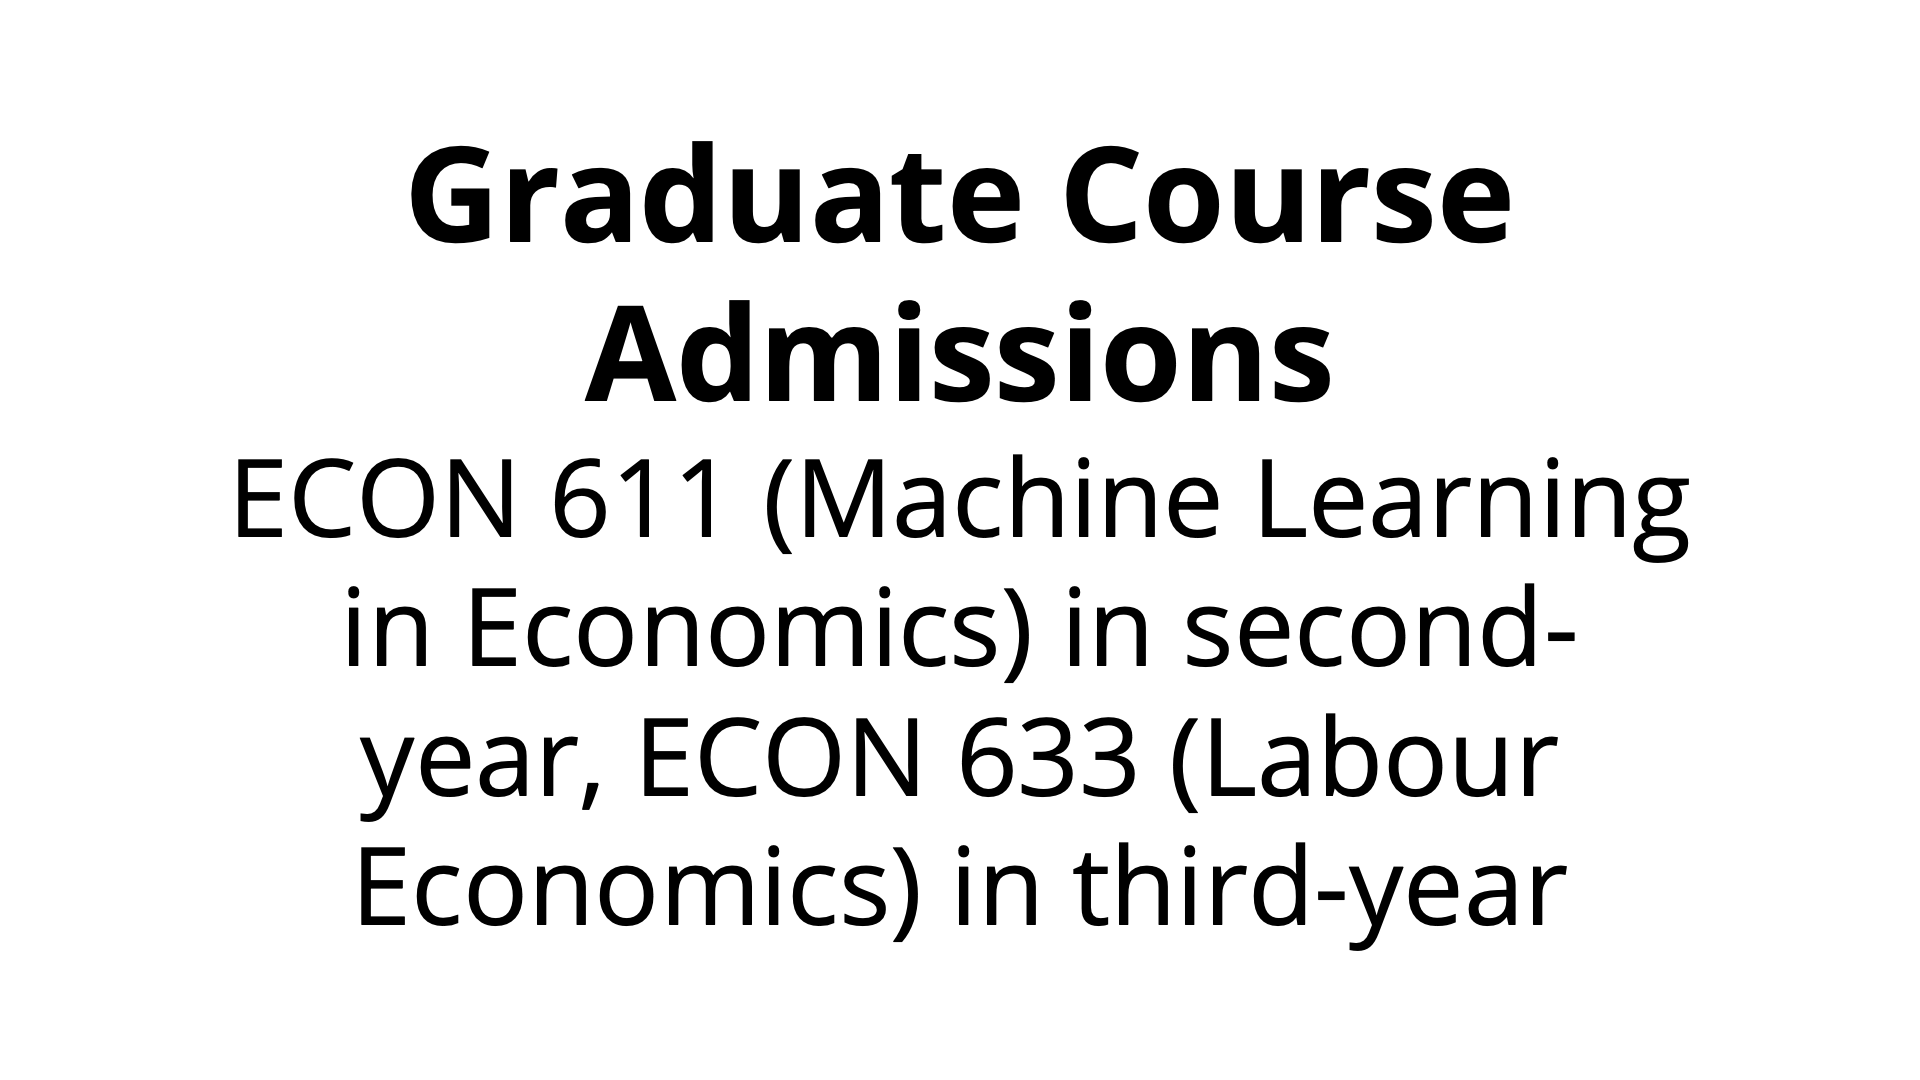 Graduate Course
Admissions
ECON 611 (Machine Learning
in Economics) in second-
year, ECON 633 (Labour
Economics) in third-year